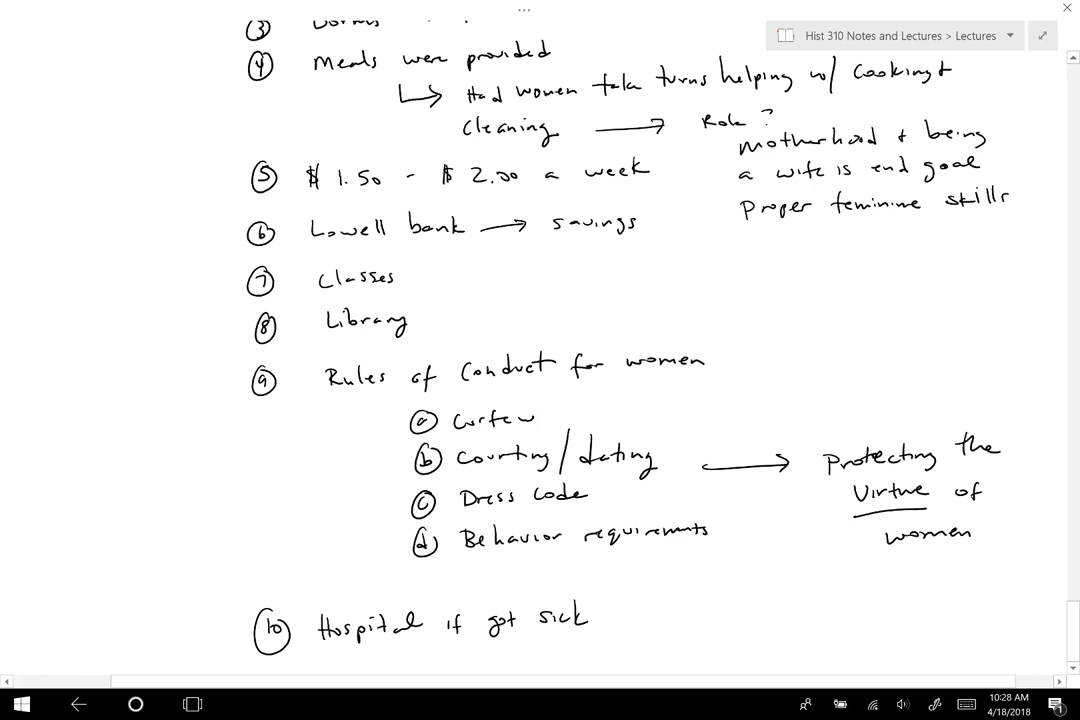 Hist 310 Notes and Lectures > Lectures
③
④ Meals were provided
↳ Had women take turns helping w/ cooking +
cleaning → Role?
motherhood + being
a wife is end goal
Proper feminine skills
⑤ $1.50 - $2.00 a week
⑥ Lowell bank → savings
⑦ Classes
⑧ Library
⑨ Rules of conduct for women
ⓐ Curfew
ⓑ Courting/dating → Protecting the
Virtue of
women
ⓒ Dress code
ⓓ Behavior requirements
⑩ Hospital if got sick
10:28 AM
4/18/2018